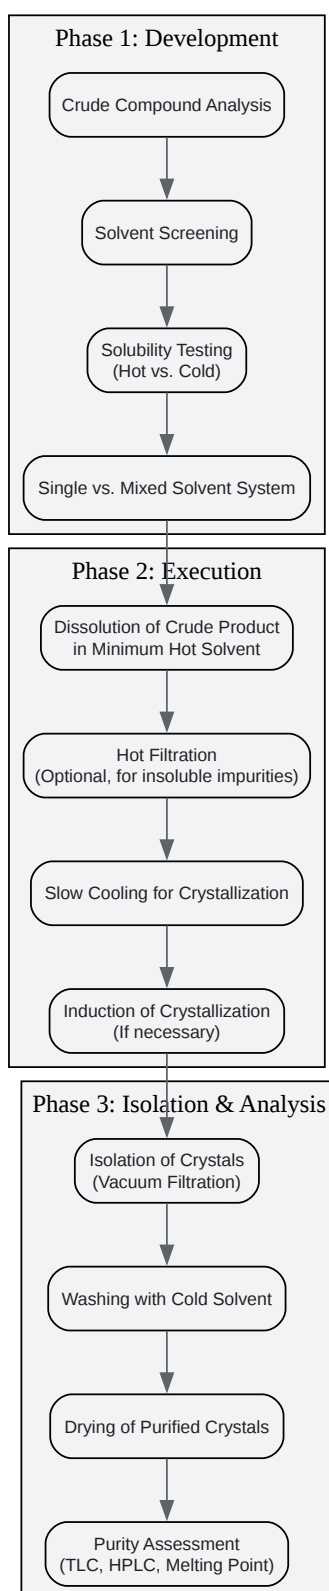 Phase 1: Development
Crude Compound Analysis
Solvent Screening
Solubility Testing
(Hot vs. Cold)
Single vs. Mixed Solvent System
Phase 2: Execution
Dissolution of Crude Product
in Minimum Hot Solvent
Hot Filtration
(Optional, for insoluble impurities)
Slow Cooling for Crystallization
Induction of Crystallization
(If necessary)
Phase 3: Isolation & Analysis
Isolation of Crystals
(Vacuum Filtration)
Washing with Cold Solvent
Drying of Purified Crystals
Purity Assessment
(TLC, HPLC, Melting Point)